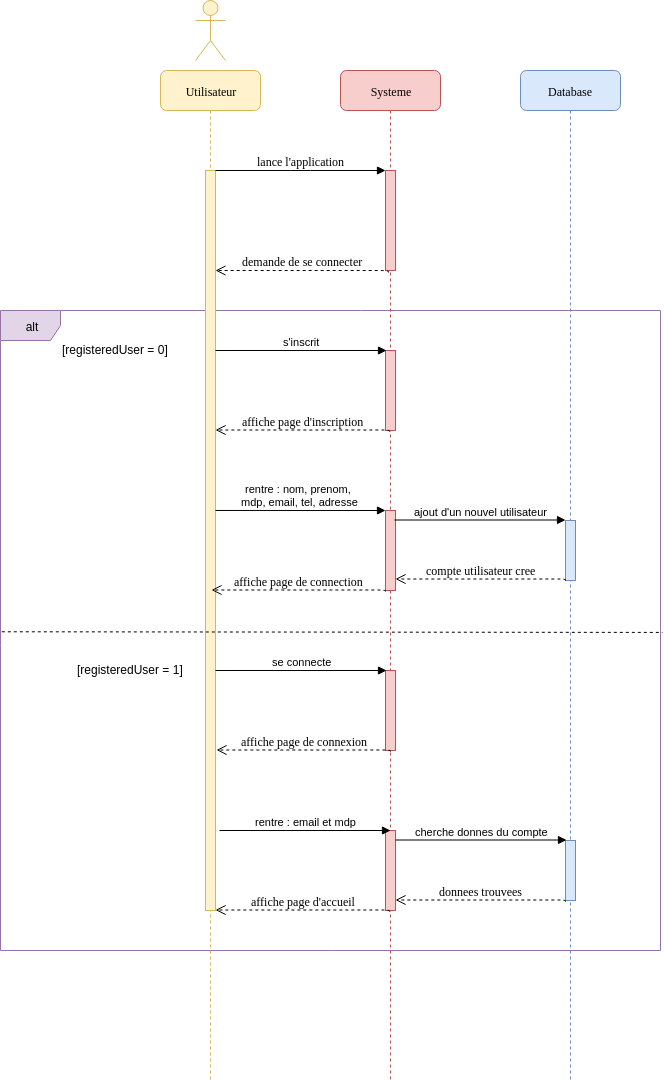 Utilisateur
Systeme
Database
lance l'application
demande de se connecter
alt
[registeredUser = 0]
s'inscrit
affiche page d'inscription
rentre : nom, prenom,
mdp, email, tel, adresse
ajout d'un nouvel utilisateur
compte utilisateur cree
affiche page de connection
[registeredUser = 1]
se connecte
affiche page de connexion
rentre : email et mdp
cherche donnes du compte
donnees trouvees
affiche page d'accueil